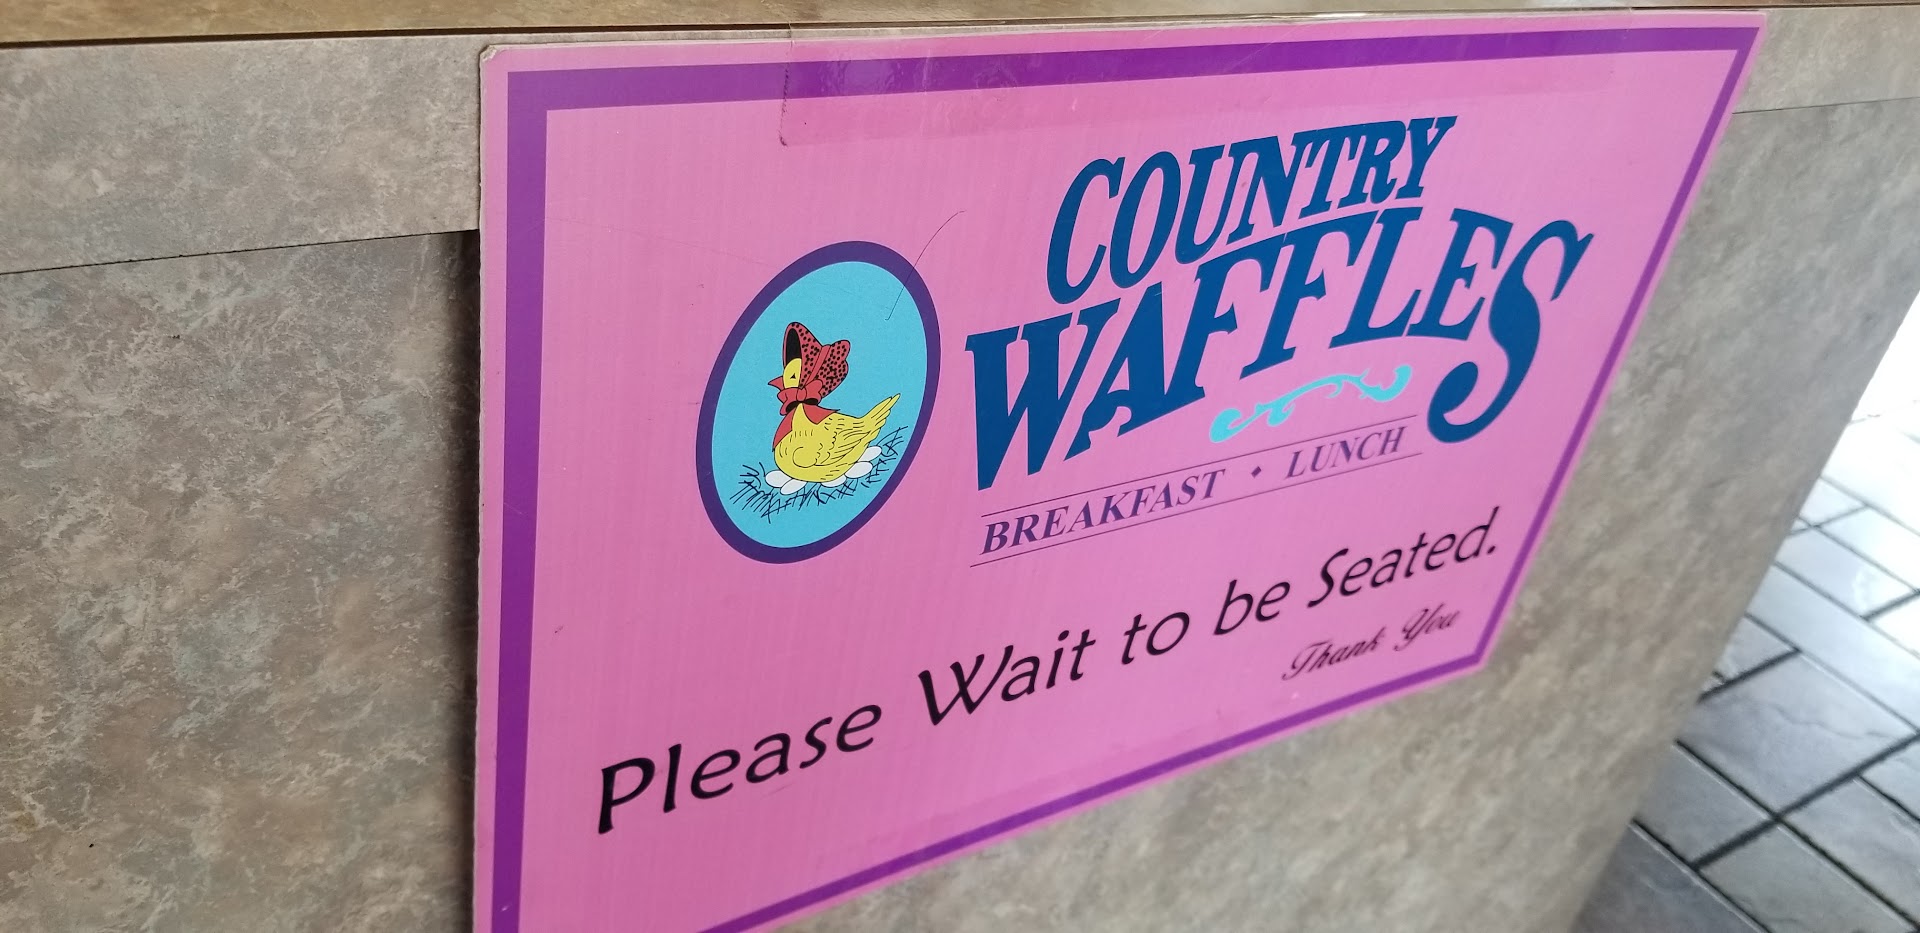 COUNTRY
WAFFLES
BREAKFAST • LUNCH
Please Wait to be Seated.
Thank You